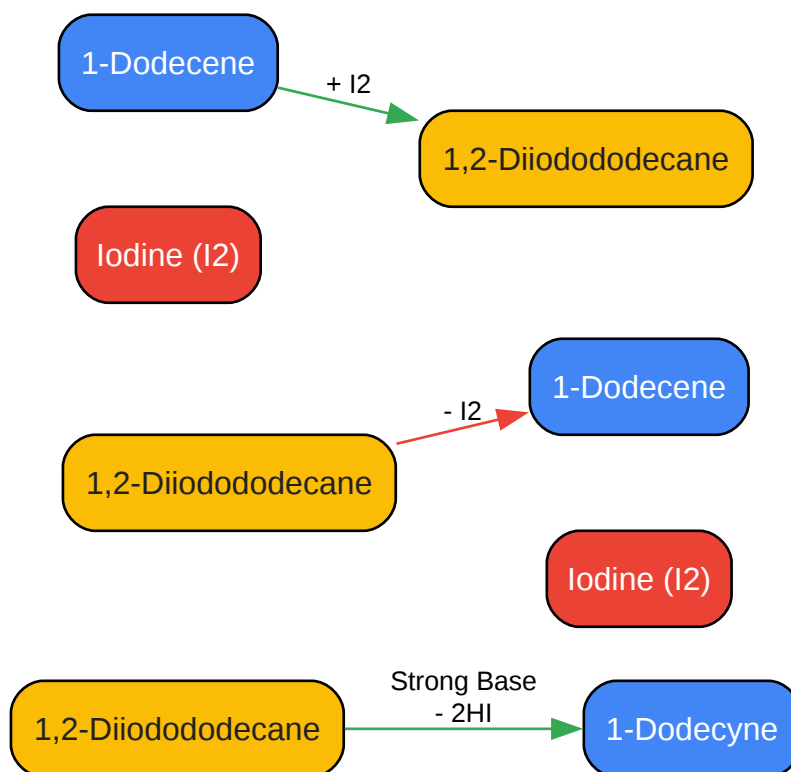 1-Dodecene
+ I2
1,2-Diiodododecane
Iodine (I2)
1-Dodecene
- I2
1,2-Diiodododecane
Iodine (I2)
Strong Base
- 2HI
1,2-Diiodododecane
1-Dodecyne